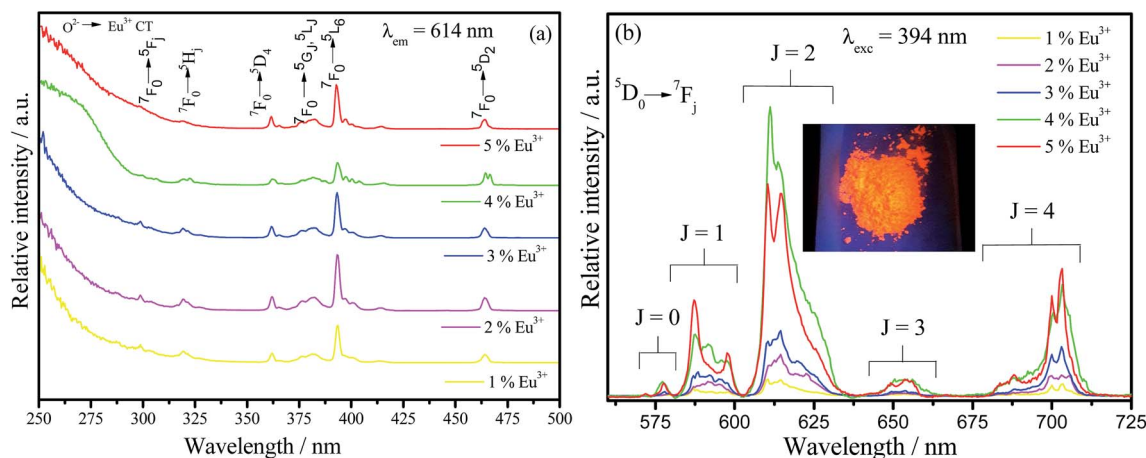 O²⁻ → Eu³⁺ CT
⁷F₀ → ⁵Fⱼ
⁷F₀ → ⁵Hⱼ
⁷F₀ → ⁵D₄
⁷F₀ → ⁵G_J, ⁵L_J
⁷F₀ → ⁵L6
⁷F₀ → ⁵D₂
λem = 614 nm
(a)
5 % Eu³⁺
4 % Eu³⁺
3 % Eu³⁺
2 % Eu³⁺
1 % Eu³⁺
Relative intensity / a.u.
250 275 300 325 350 375 400 425 450 475 500
Wavelength / nm
(b)
λexc = 394 nm
⁵D₀ → ⁷Fⱼ
1 % Eu³⁺
2 % Eu³⁺
3 % Eu³⁺
4 % Eu³⁺
5 % Eu³⁺
J = 0
J = 1
J = 2
J = 3
J = 4
Relative intensity / a.u.
575 600 625 650 675 700 725
Wavelength / nm